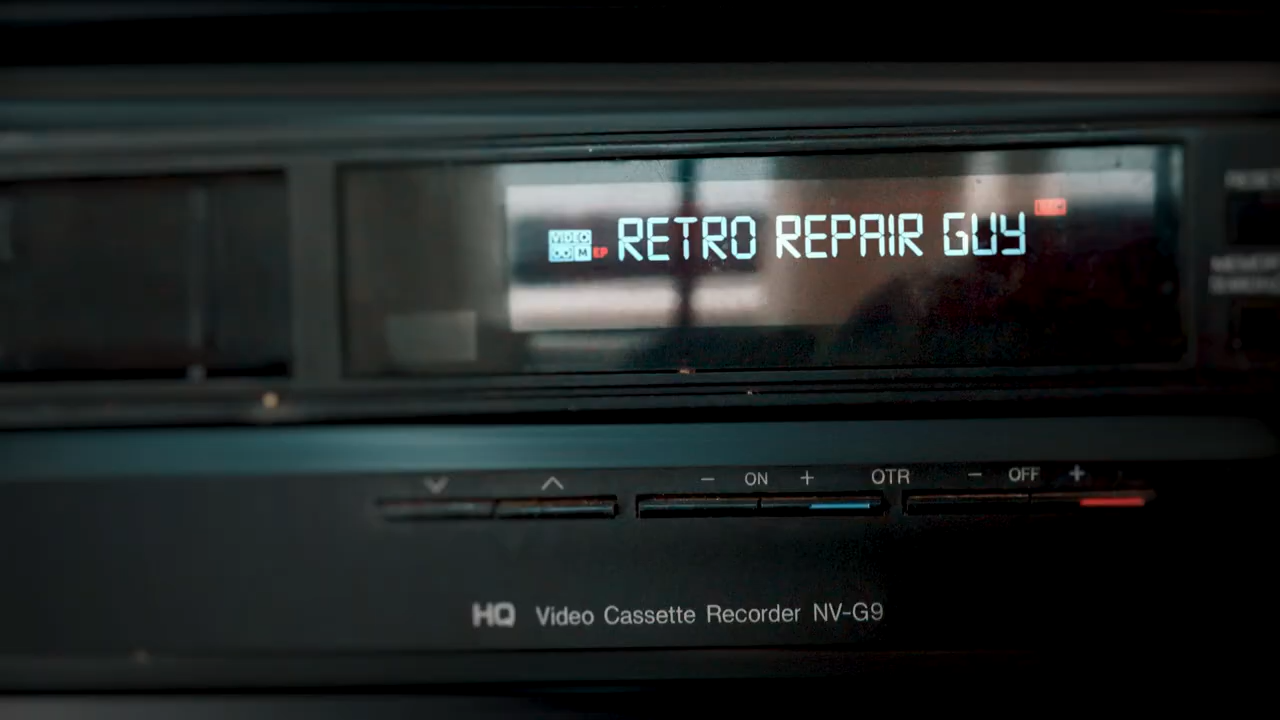 VIDEO
M EP RETRO REPAIR GUY
− ON + OTR − OFF +
HQ Video Cassette Recorder NV-G9